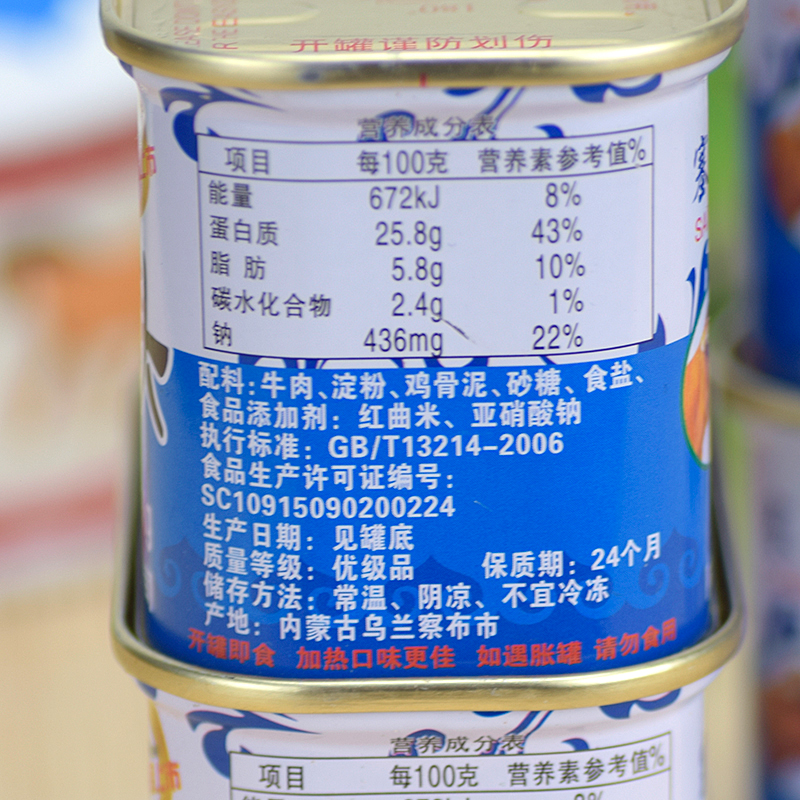 开罐谨防划伤
营养成分表
项目 每100克 营养素参考值%
能量 672kJ 8%
蛋白质 25.8g 43%
脂 肪 5.8g 10%
碳水化合物 2.4g 1%
钠 436mg 22%
配料：牛肉、淀粉、鸡骨泥、砂糖、食盐、
食品添加剂：红曲米、亚硝酸钠
执行标准：GB/T13214-2006
食品生产许可证编号：
SC10915090200224
生产日期：见罐底
质量等级：优级品 保质期：24个月
储存方法：常温、阴凉、不宜冷冻
产地：内蒙古乌兰察布市
开罐即食 加热口味更佳 如遇胀罐 请勿食用
营养成分表
项目 每100克 营养素参考值%